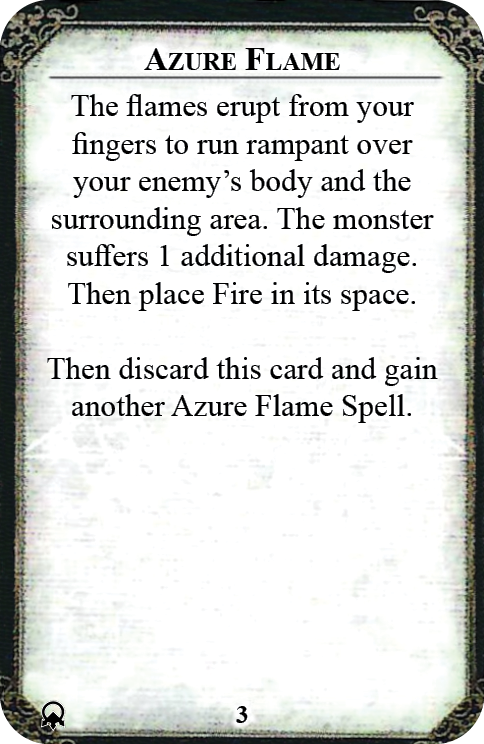 AZURE FLAME
The flames erupt from your
fingers to run rampant over
your enemy’s body and the
surrounding area. The monster
suffers 1 additional damage.
Then place Fire in its space.
Then discard this card and gain
another Azure Flame Spell.
3